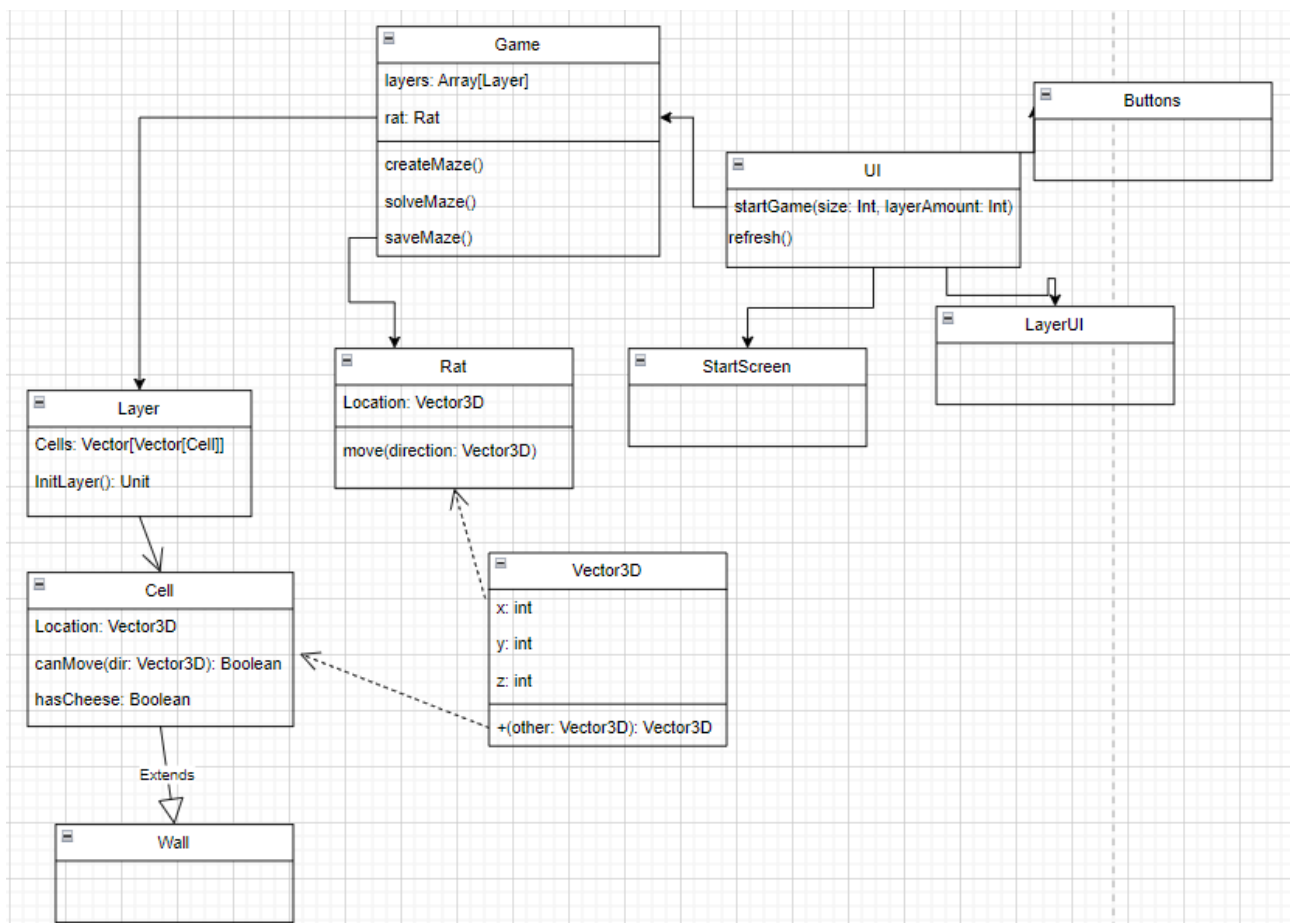 Game
layers: Array[Layer]
rat: Rat
createMaze()
solveMaze()
saveMaze()
Buttons
UI
startGame(size: Int, layerAmount: Int)
refresh()
LayerUI
StartScreen
Rat
Location: Vector3D
move(direction: Vector3D)
Layer
Cells: Vector[Vector[Cell]]
InitLayer(): Unit
Cell
Location: Vector3D
canMove(dir: Vector3D): Boolean
hasCheese: Boolean
Vector3D
x: int
y: int
z: int
+(other: Vector3D): Vector3D
Extends
Wall